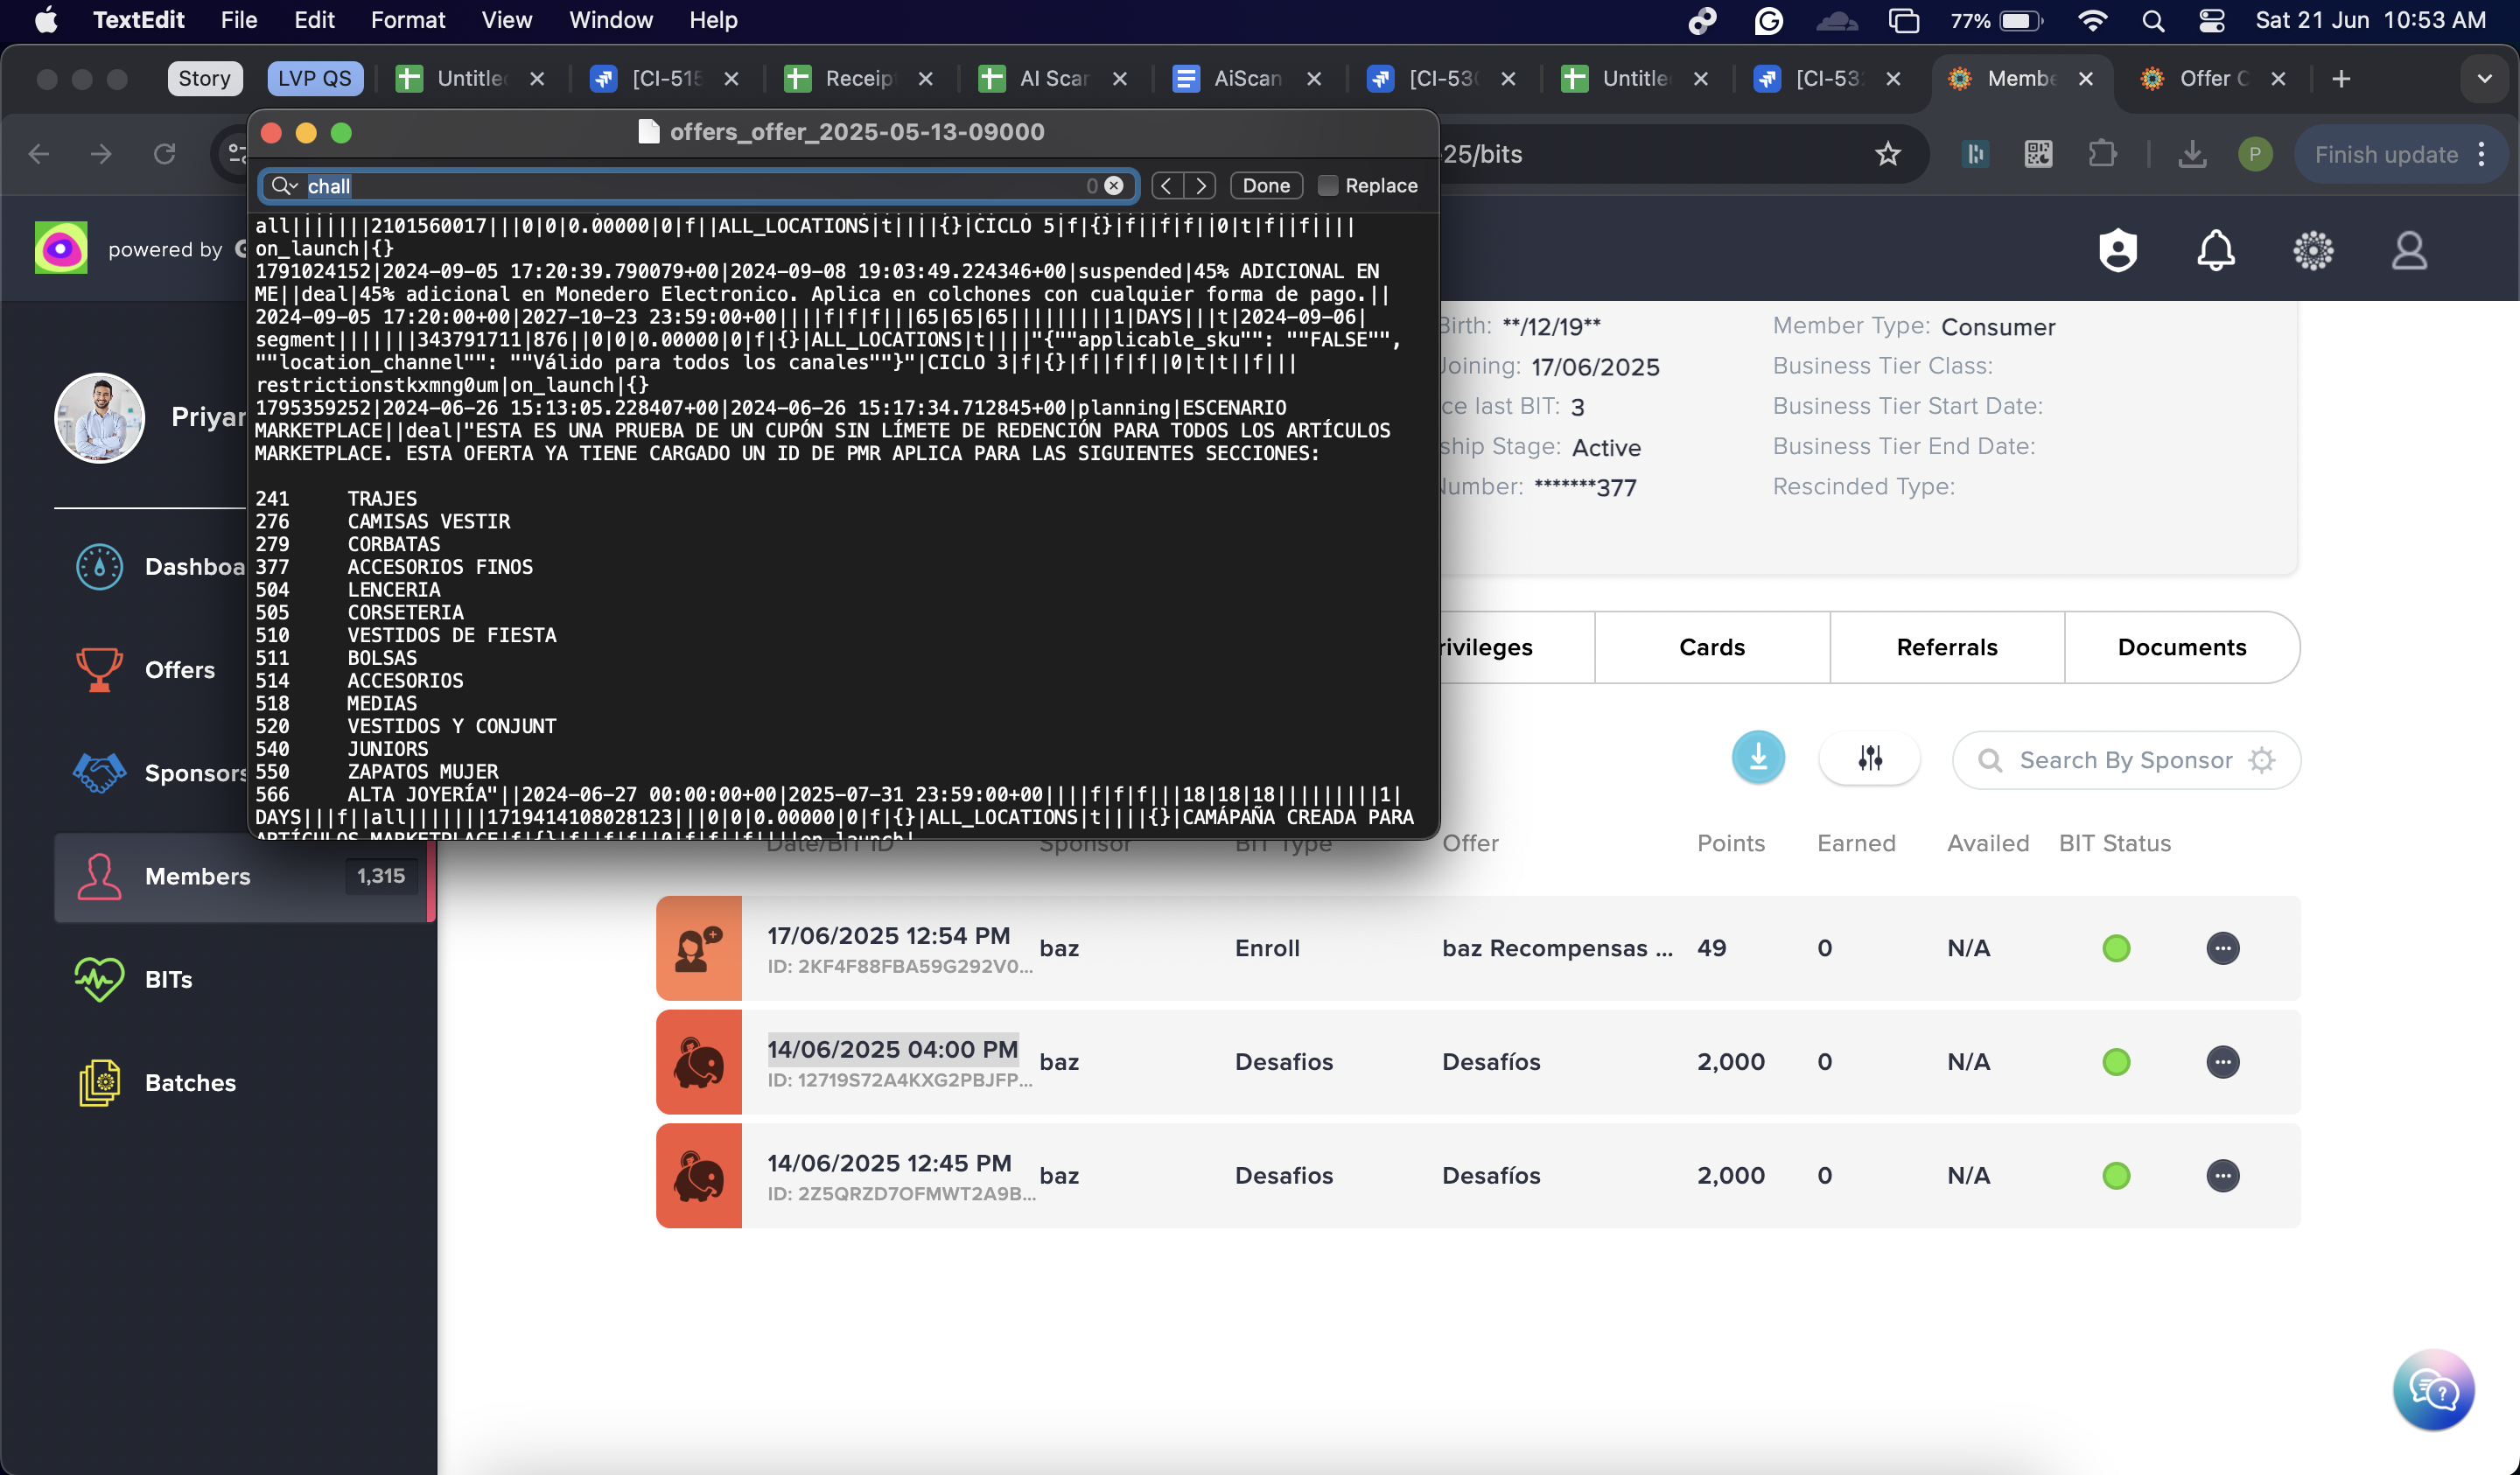 TextEdit File Edit Format View Window Help 77% Sat 21 Jun 10:53 AM
Story LVP QS [CI-515 AI Scan AiScan [CI-530 [CI-53 Offer
offers_offer_2025-05-13-09000
25/bits
P
Finish update
chall 0 Done Replace
all|||||||2101560017|||0|0|0.00000|0|f||ALL_LOCATIONS|t||||{}|CICLO 5|f|{}|f||f|f||0|t|f||f||||
on_launch|{}
1791024152|2024-09-05 17:20:39.790079+00|2024-09-08 19:03:49.224346+00|suspended|45% ADICIONAL EN
ME||deal|45% adicional en Monedero Electronico. Aplica en colchones con cualquier forma de pago.||
2024-09-05 17:20:00+00|2027-10-23 23:59:00+00||||f|f|f|||65|65|65||||||||||1|DAYS|||t|2024-09-06|
segment|||||||343791711|876||0|0|0.00000|0|f|{}|ALL_LOCATIONS|t||||"{""applicable_sku"": ""FALSE"",
""location_channel"": ""Válido para todos los canales""}"|CICLO 3|f|{}|f||f|f||0|t|t||f|||
restrictionstkxmng0um|on_launch|{}
1795359252|2024-06-26 15:13:05.228407+00|2024-06-26 15:17:34.712845+00|planning|ESCENARIO
MARKETPLACE||deal|"ESTA ES UNA PRUEBA DE UN CUPÓN SIN LÍMETE DE REDENCIÓN PARA TODOS LOS ARTÍCULOS
MARKETPLACE. ESTA OFERTA YA TIENE CARGADO UN ID DE PMR APLICA PARA LAS SIGUIENTES SECCIONES:
241 TRAJES
276 CAMISAS VESTIR
279 CORBATAS
377 ACCESORIOS FINOS
504 LENCERIA
505 CORSETERIA
510 VESTIDOS DE FIESTA
511 BOLSAS
514 ACCESORIOS
518 MEDIAS
520 VESTIDOS Y CONJUNT
540 JUNIORS
550 ZAPATOS MUJER
566 ALTA JOYERÍA"||2024-06-27 00:00:00+00|2025-07-31 23:59:00+00||||f|f|f|||18|18|18||||||||||1|
DAYS|||f||all|||||||1719414108028123|||0|0|0.00000|0|f|{}|ALL_LOCATIONS|t||||{}|CAMÁPAÑA CREADA PARA
ARTÍCULOS MARKETPLACE|f|{}|f||f|f||0|f|f||f||||on_launch|
powered by
Priyan
Dashboa
Offers
Sponsors
Members 1,315
BITs
Batches
Birth: **/12/19**
Joining: 17/06/2025
ce last BIT: 3
ship Stage: Active
Number: *******377
Member Type: Consumer
Business Tier Class:
Business Tier Start Date:
Business Tier End Date:
Rescinded Type:
rivileges Cards Referrals Documents
Search By Sponsor
Date/BIT ID Sponsor BIT Type Offer Points Earned Availed BIT Status
17/06/2025 12:54 PM baz Enroll baz Recompensas ... 49 0 N/A
ID: 2KF4F88FBA59G292V0...
14/06/2025 04:00 PM baz Desafios Desafíos 2,000 0 N/A
ID: 12719S72A4KXG2PBJFP...
14/06/2025 12:45 PM baz Desafios Desafíos 2,000 0 N/A
ID: 2Z5QRZD7OFMWT2A9B...